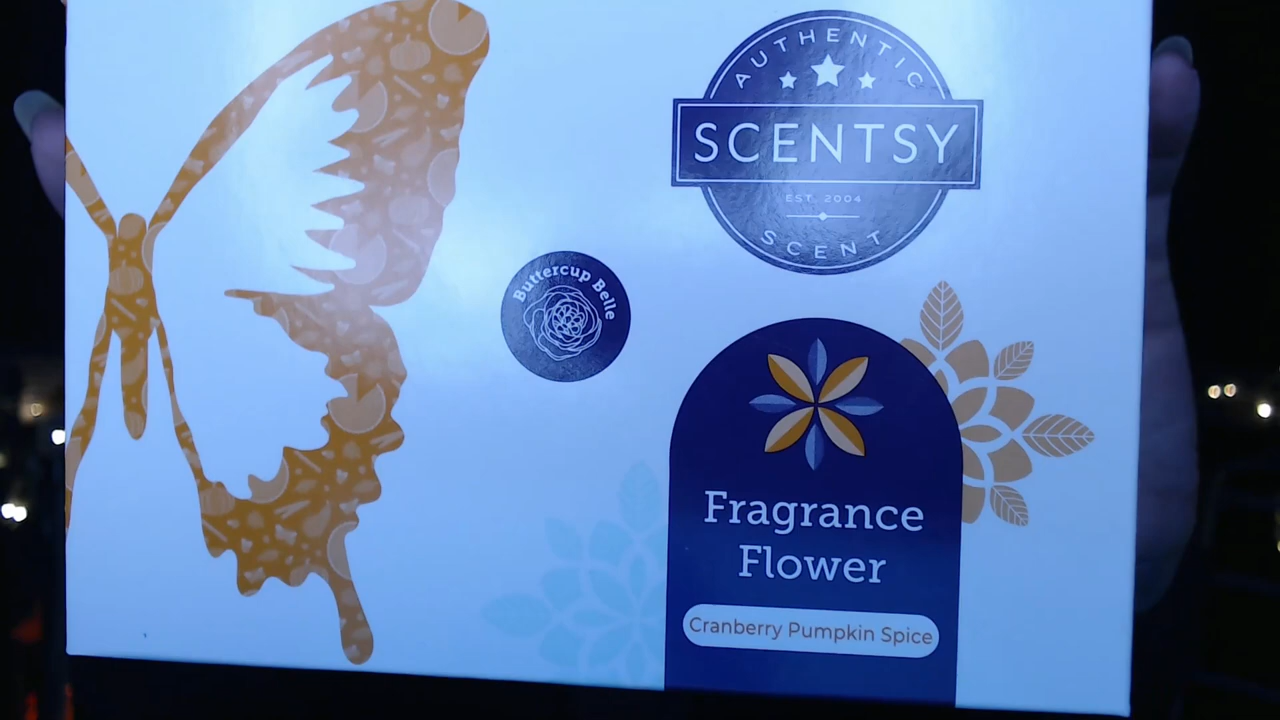 AUTHENTIC
SCENTSY
EST. 2004
SCENT
Buttercup Belle
Fragrance
Flower
Cranberry Pumpkin Spice